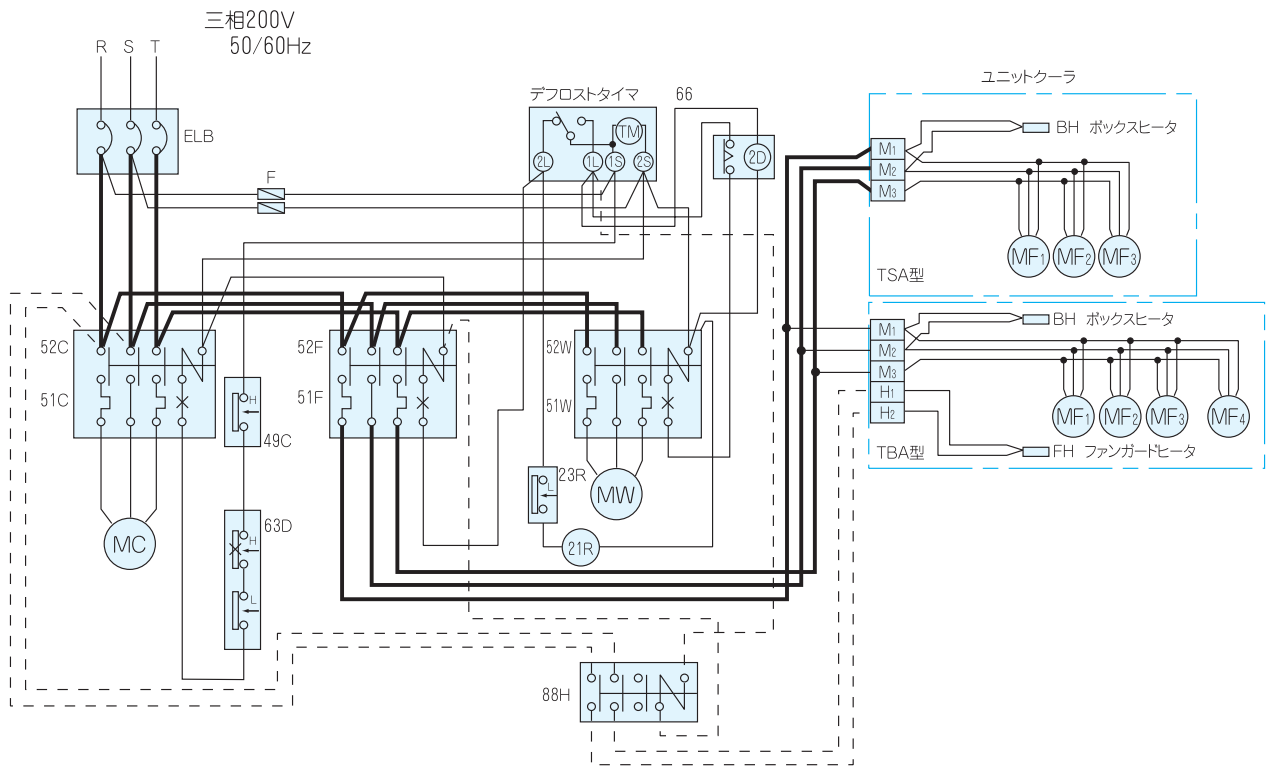 三相200V
50/60Hz
R S T
ELB
F
デフロストタイマ
TM
2L 1L 1S 2S
66
2D
ユニットクーラ
M1
M2
M3
BH ボックスヒータ
MF1 MF2 MF3
TSA型
M1
M2
M3
H1
H2
BH ボックスヒータ
MF1 MF2 MF3 MF4
FH ファンガードヒータ
TBA型
52C
51C
MC
H
49C
63D
H
L
52F
51F
52W
51W
MW
23R
L
21R
88H